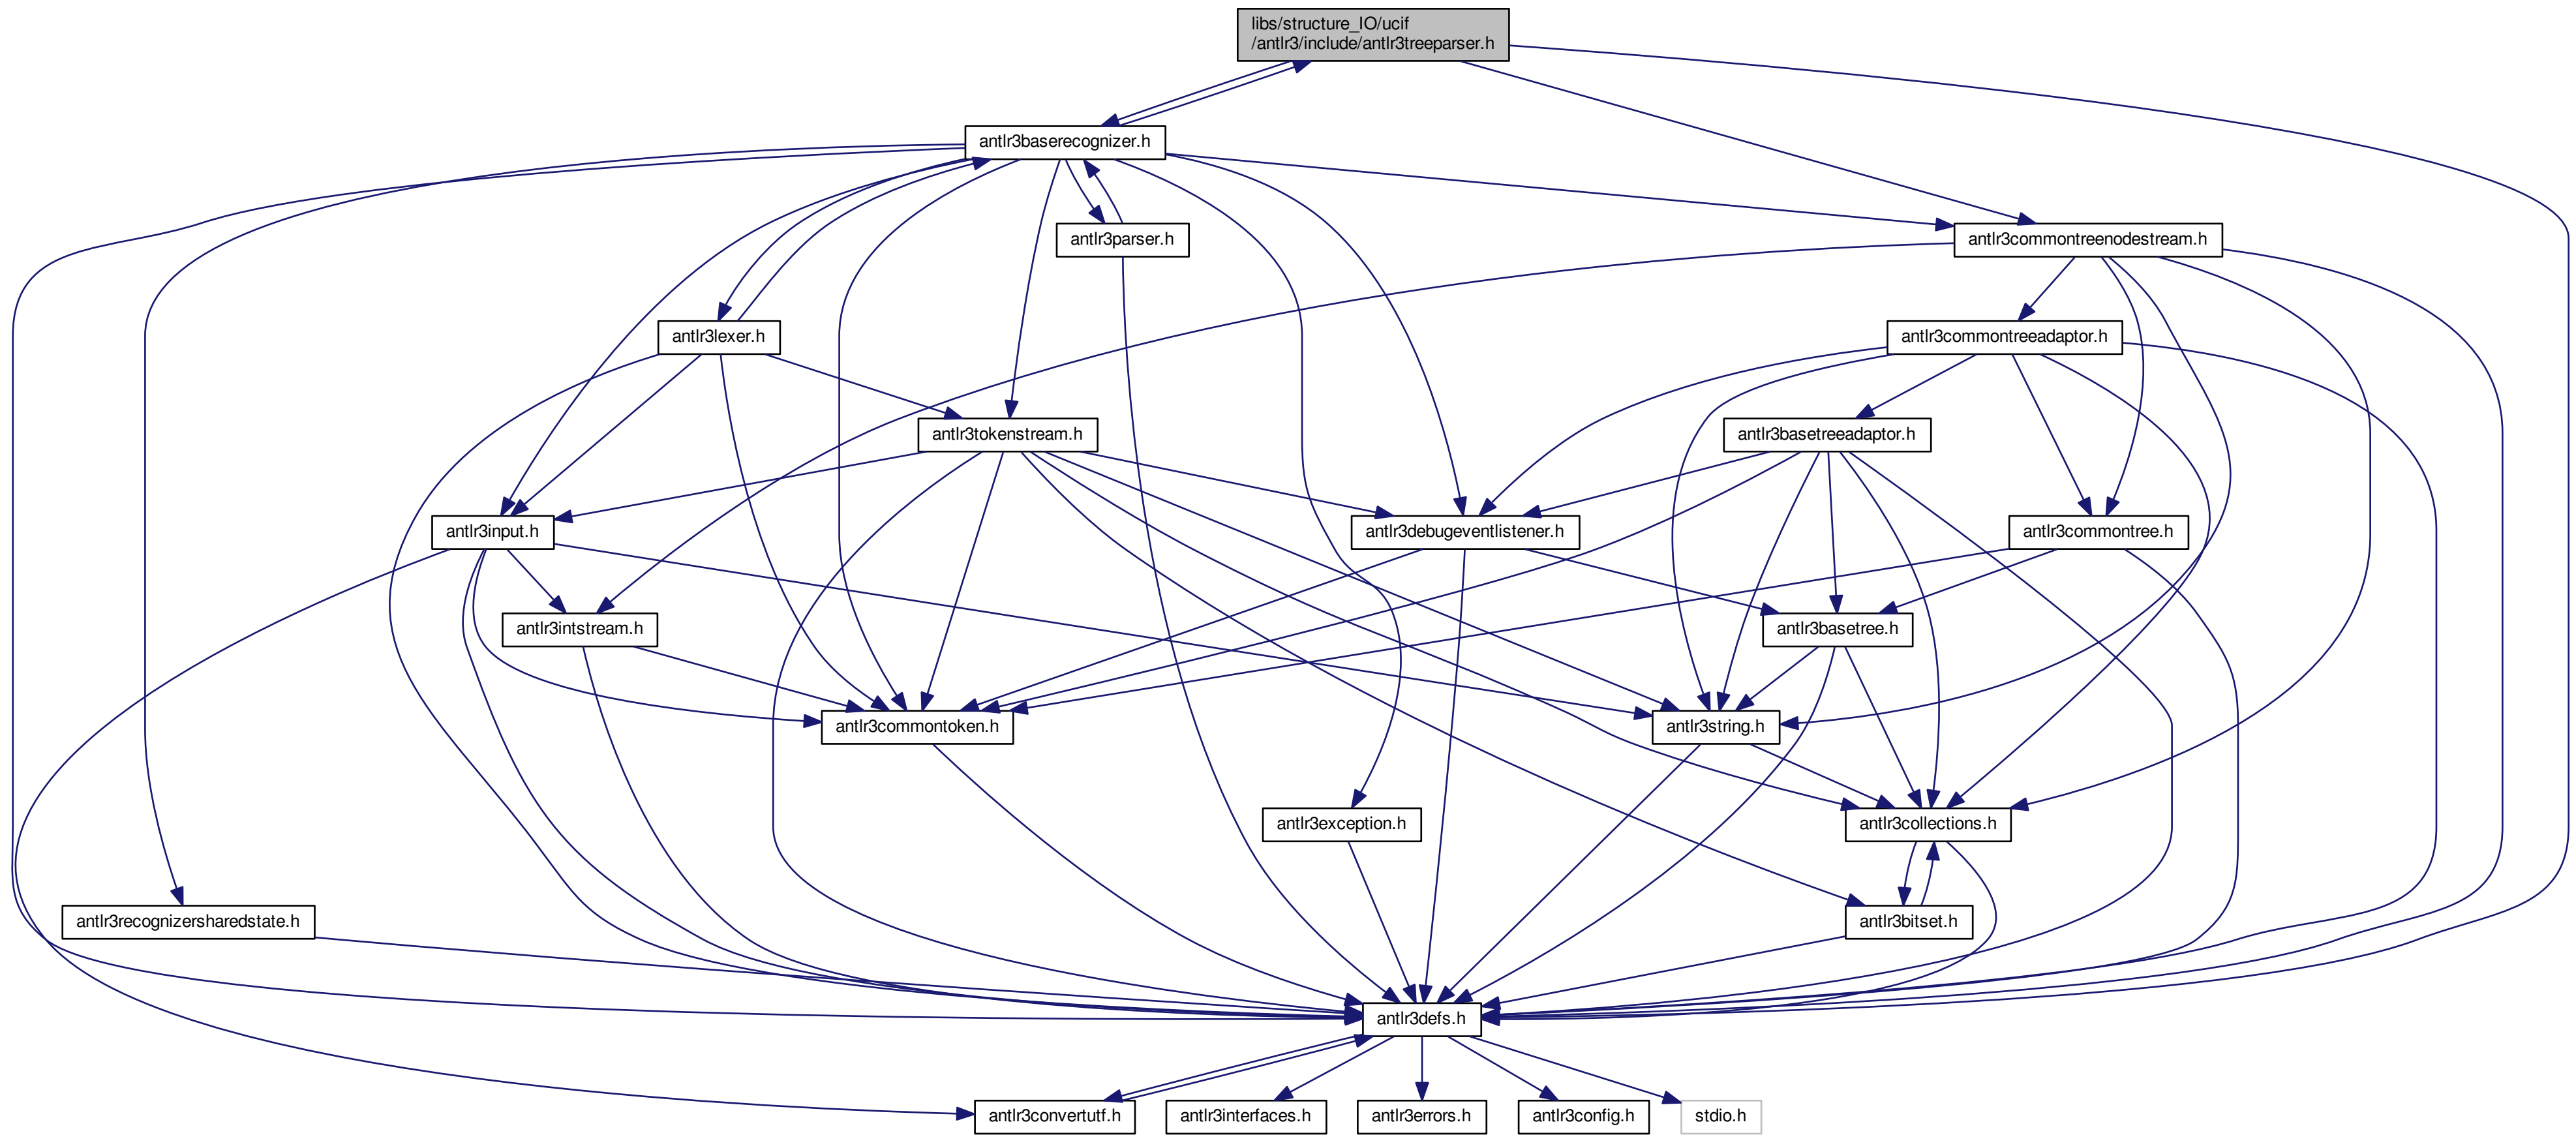 libs/structure_IO/ucif
/antlr3/include/antlr3treeparser.h
antlr3baserecognizer.h
antlr3parser.h
antlr3commontreenodestream.h
antlr3lexer.h
antlr3commontreeadaptor.h
antlr3tokenstream.h
antlr3basetreeadaptor.h
antlr3input.h
antlr3debugeventlistener.h
antlr3commontree.h
antlr3intstream.h
antlr3basetree.h
antlr3commontoken.h
antlr3string.h
antlr3exception.h
antlr3collections.h
antlr3recognizersharedstate.h
antlr3bitset.h
antlr3defs.h
antlr3convertutf.h
antlr3interfaces.h
antlr3errors.h
antlr3config.h
stdio.h